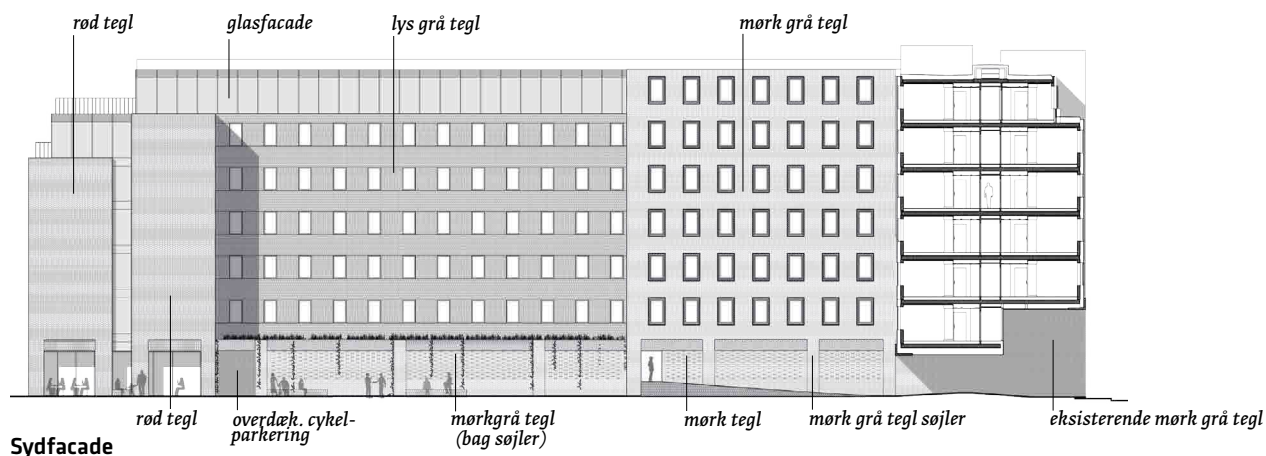 rød tegl
glasfacade
lys grå tegl
mørk grå tegl
rød tegl
overdæk. cykel-
parkering
mørkgrå tegl
(bag søjler)
mørk tegl
mørk grå tegl søjler
eksisterende mørk grå tegl
Sydfacade